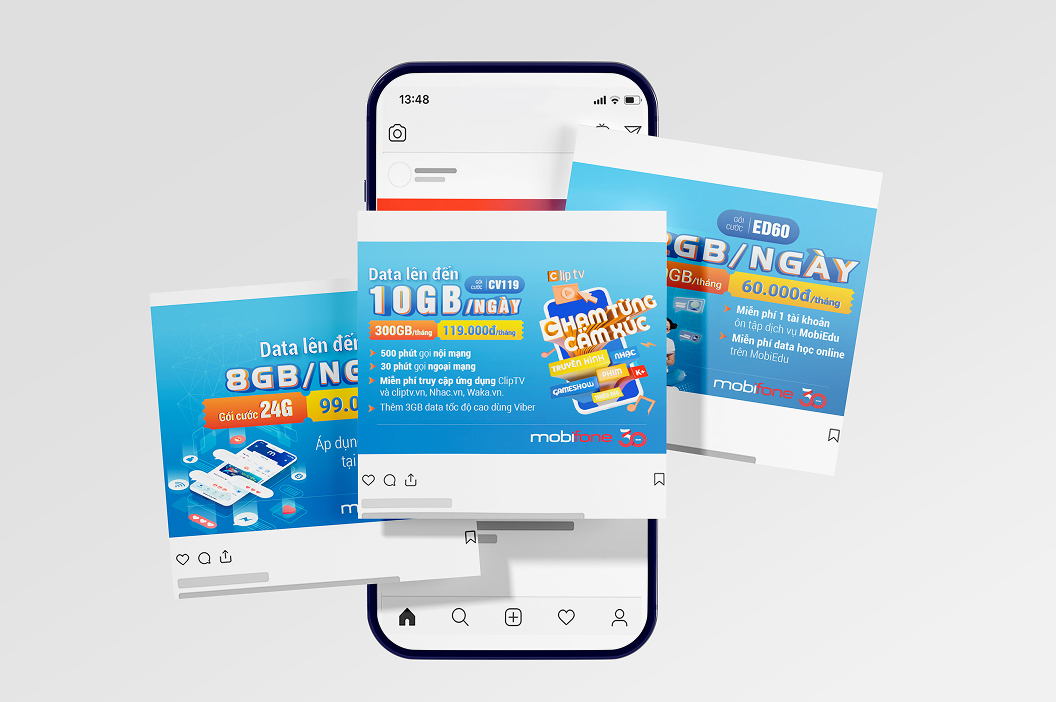 13:48
Data lên đến
10GB/NGÀY
GÓI CƯỚC CV119
300GB/tháng 119.000đ/tháng
500 phút gọi nội mạng
30 phút gọi ngoại mạng
Miễn phí truy cập ứng dụng ClipTV
và cliptv.vn, Nhac.vn, Waka.vn.
Thêm 3GB data tốc độ cao dùng Viber
Clip tv
CHẠM TỪNG
CẢM XÚC
TRUYỀN HÌNH NHẠC
PHIM K+
GAMESHOW
mobifone 30
GÓI CƯỚC ED60
2GB/NGÀY
GB/tháng 60.000đ/tháng
Miễn phí 1 tài khoản
ôn tập dịch vụ MobiEdu
Miễn phí data học online
trên MobiEdu
mobifone 30
Data lên đến
8GB/NG
Gói cước 24G 99.0
Áp dụn
tại
m